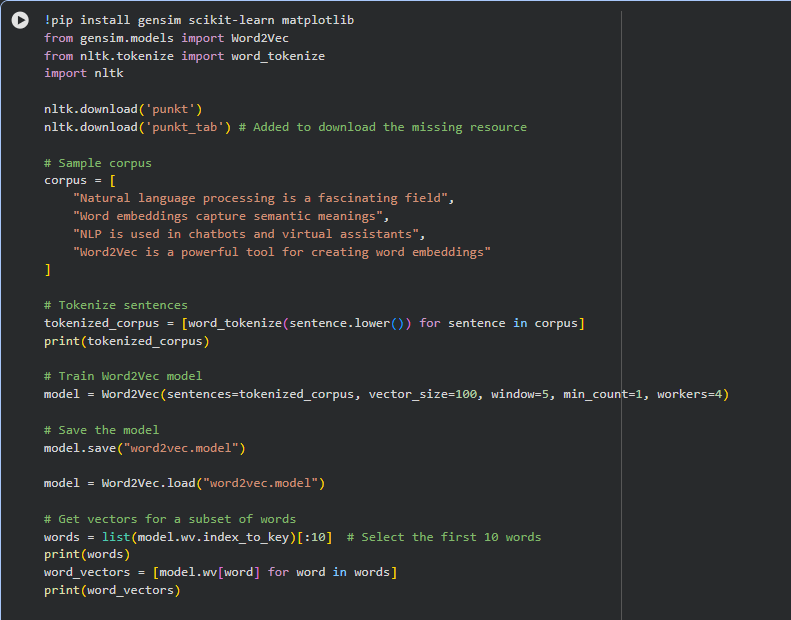 !pip install gensim scikit-learn matplotlib
from gensim.models import Word2Vec
from nltk.tokenize import word_tokenize
import nltk

nltk.download('punkt')
nltk.download('punkt_tab') # Added to download the missing resource

# Sample corpus
corpus = [
    "Natural language processing is a fascinating field",
    "Word embeddings capture semantic meanings",
    "NLP is used in chatbots and virtual assistants",
    "Word2Vec is a powerful tool for creating word embeddings"
]

# Tokenize sentences
tokenized_corpus = [word_tokenize(sentence.lower()) for sentence in corpus]
print(tokenized_corpus)

# Train Word2Vec model
model = Word2Vec(sentences=tokenized_corpus, vector_size=100, window=5, min_count=1, workers=4)

# Save the model
model.save("word2vec.model")

model = Word2Vec.load("word2vec.model")

# Get vectors for a subset of words
words = list(model.wv.index_to_key)[:10]  # Select the first 10 words
print(words)
word_vectors = [model.wv[word] for word in words]
print(word_vectors)